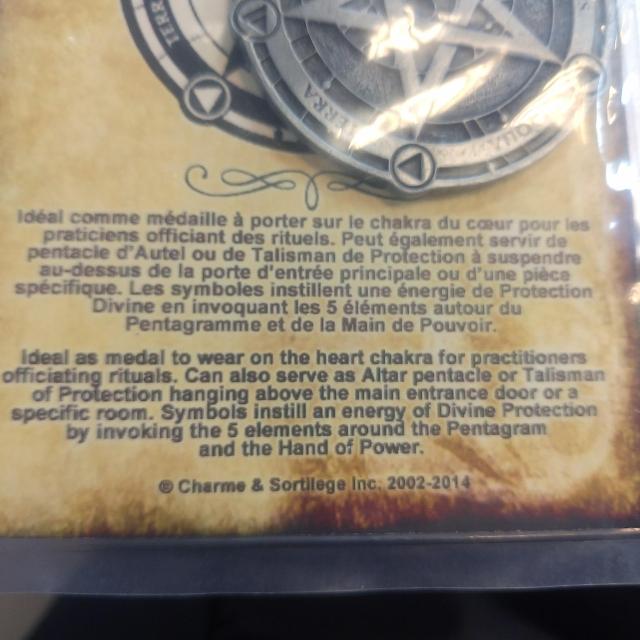 TERR
TERRA
QUA
Idéal comme médaille à porter sur le chakra du cœur pour les
praticiens officiant des rituels. Peut également servir de
pentacle d'Autel ou de Talisman de Protection à suspendre
au-dessus de la porte d'entrée principale ou d'une pièce
spécifique. Les symboles instillent une énergie de Protection
Divine en invoquant les 5 éléments autour du
Pentagramme et de la Main de Pouvoir.
Ideal as medal to wear on the heart chakra for practitioners
officiating rituals. Can also serve as Altar pentacle or Talisman
of Protection hanging above the main entrance door or a
specific room. Symbols instill an energy of Divine Protection
by invoking the 5 elements around the Pentagram
and the Hand of Power.
® Charme & Sortilege Inc. 2002-2014